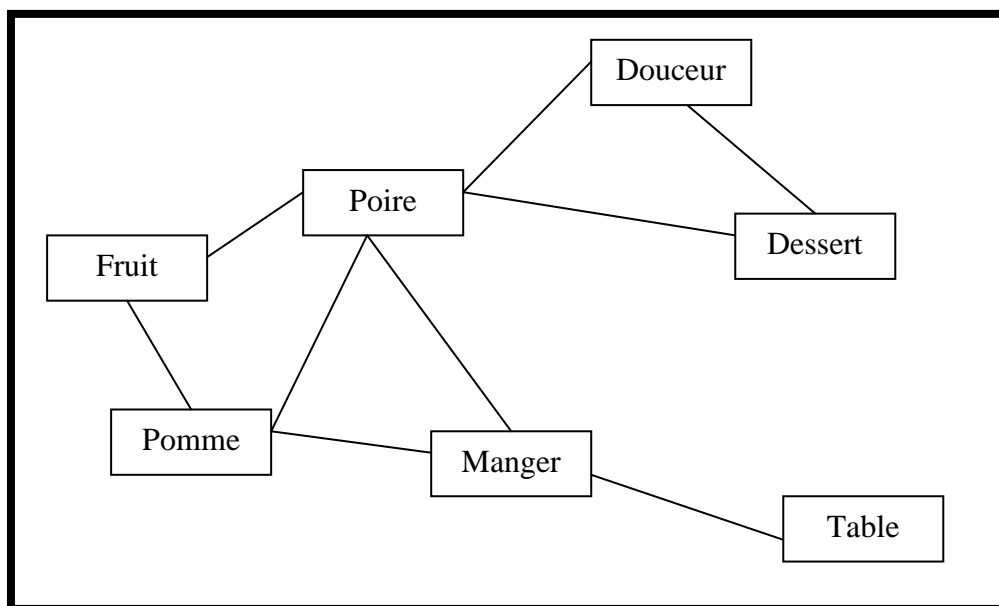 Douceur
Poire
Dessert
Fruit
Pomme
Manger
Table